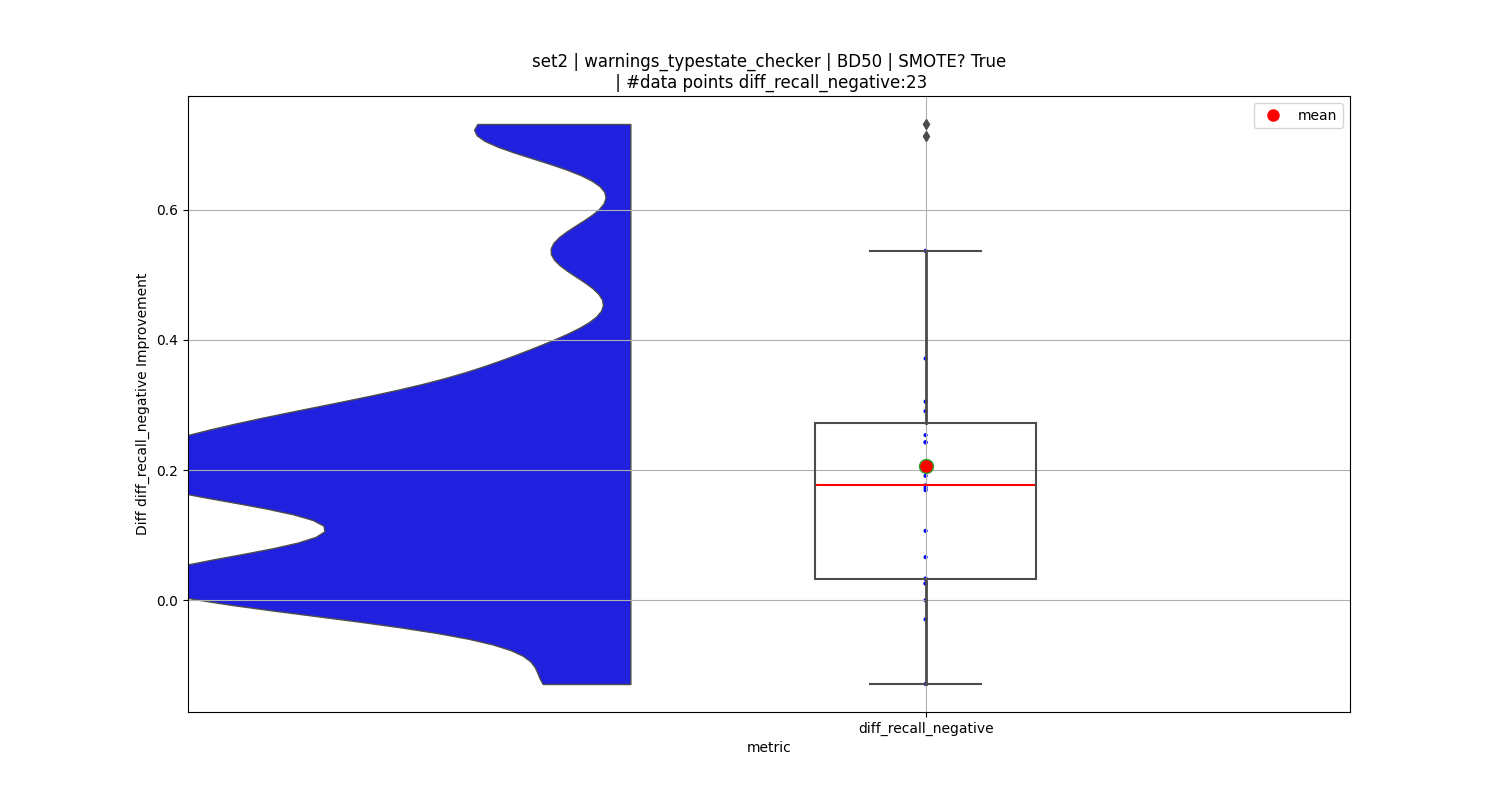 set2 | warnings_typestate_checker | BD50 | SMOTE? True
| #data points diff_recall_negative:23
mean
0.6
0.4
0.2
0.0
Diff diff_recall_negative Improvement
diff_recall_negative
metric